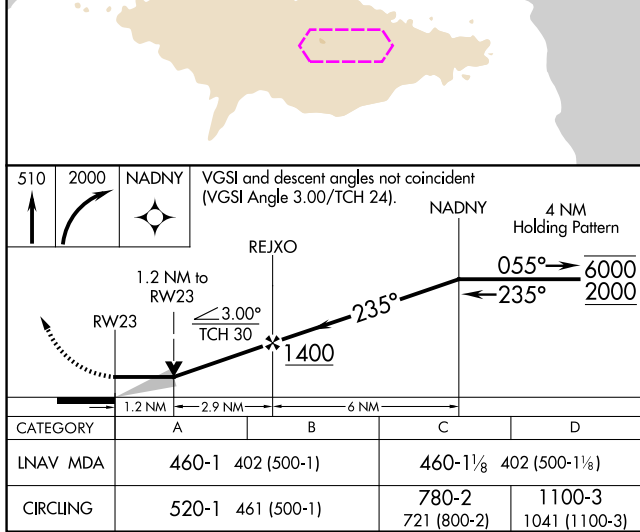 510 2000 NADNY VGSI and descent angles not coincident
(VGSI Angle 3.00/TCH 24).
NADNY
4 NM
Holding Pattern
REJXO
1.2 NM to
RW23
RW23
3.00°
TCH 30
235°
055° 6000
235° 2000
1400
1.2 NM 2.9 NM 6 NM
CATEGORY A B C D
LNAV MDA 460-1 402 (500-1) 460-1⅛ 402 (500-1⅛)
CIRCLING 520-1 461 (500-1) 780-2 721 (800-2) 1100-3 1041 (1100-3)